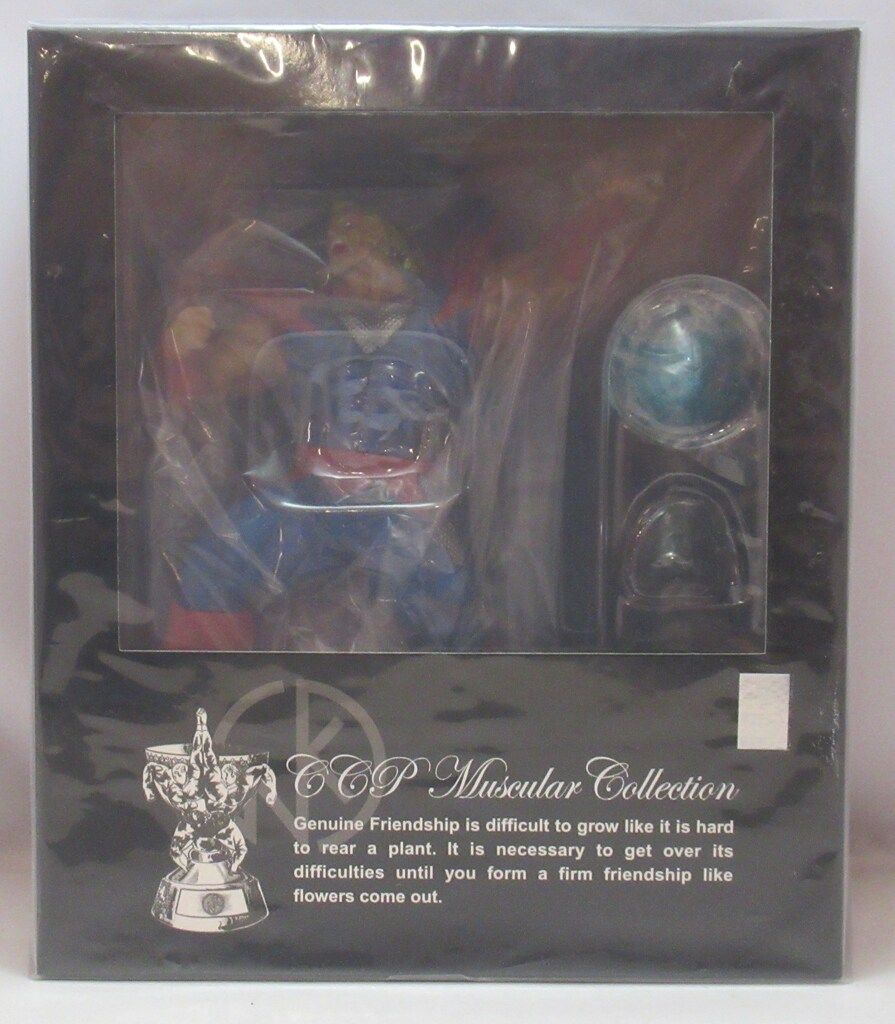 CCP Muscular Collection
Genuine Friendship is difficult to grow like it is hard
to rear a plant. It is necessary to get over its
difficulties until you form a firm friendship like
flowers come out.